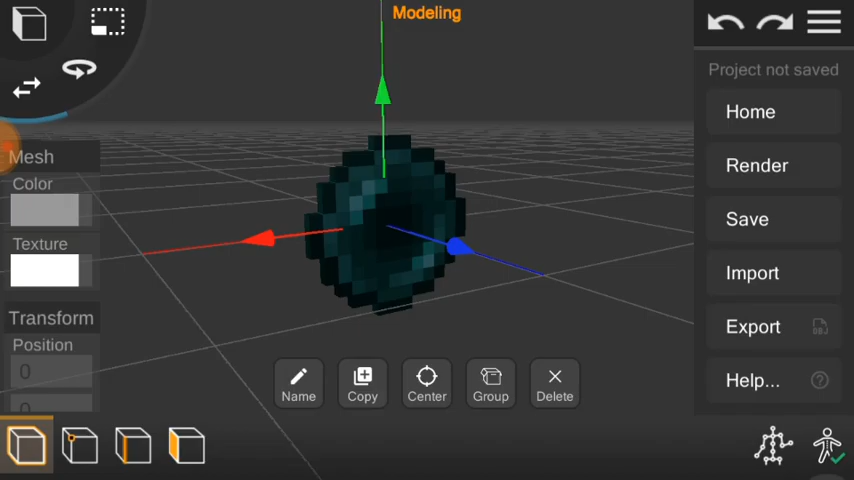 Modeling
Project not saved
Home
Render
Save
Import
Export
Help...
Mesh
Color
Texture
Transform
Position
0
0
Name
Copy
Center
Group
Delete